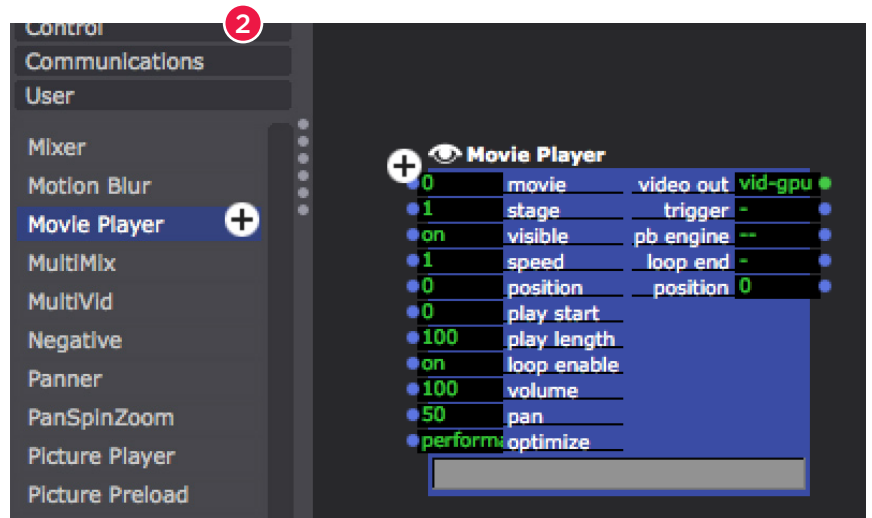 Control
2
Communications
User
Mixer
Motion Blur
Movie Player
MultiMix
MultiVid
Negative
Panner
PanSpinZoom
Picture Player
Picture Preload
Movie Player
0 movie video out vid-gpu
1 stage trigger -
on visible pb engine --
1 speed loop end -
0 position position 0
0 play start
100 play length
on loop enable
100 volume
50 pan
performa optimize